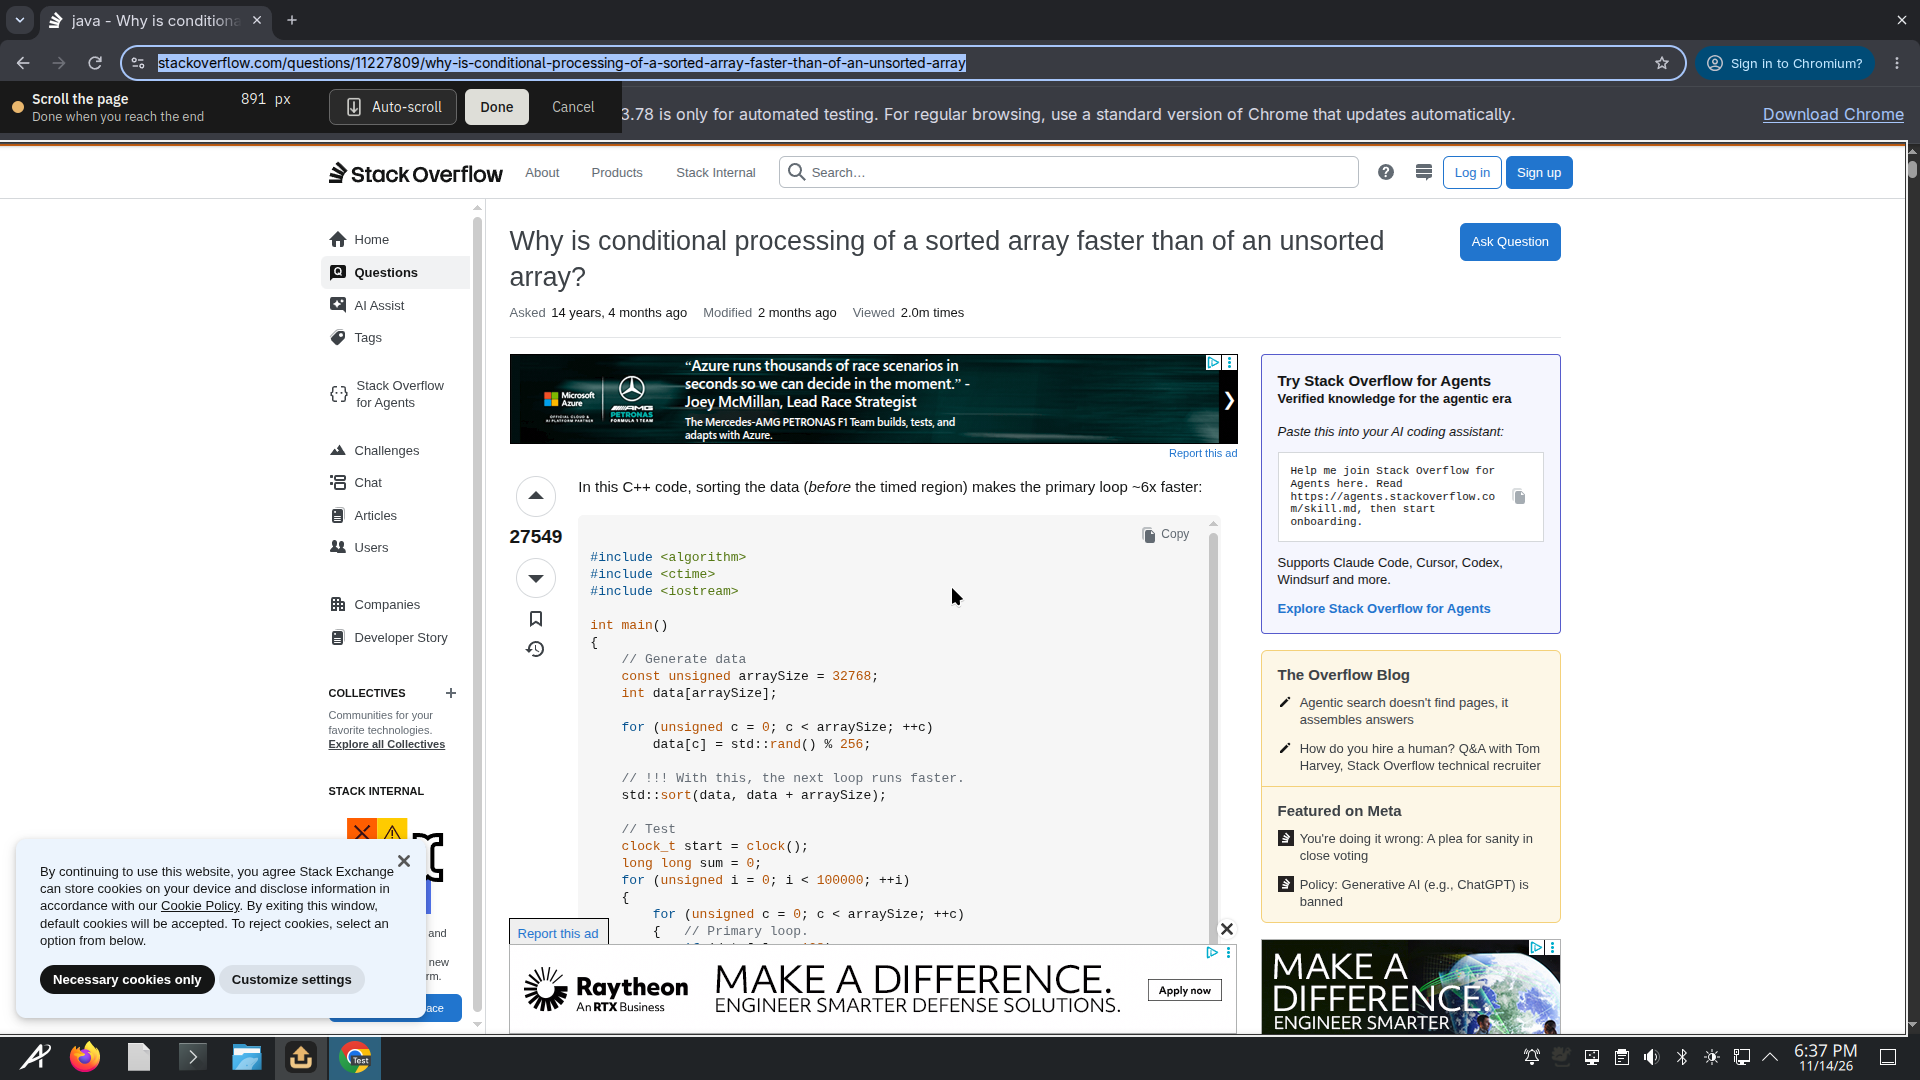 java - Why is conditiona
stackoverflow.com/questions/11227809/why-is-conditional-processing-of-a-sorted-array-faster-than-of-an-unsorted-array
Sign in to Chromium?
Scroll the page
Done when you reach the end
891 px
Auto-scroll
Done
Cancel
3.78 is only for automated testing. For regular browsing, use a standard version of Chrome that updates automatically.
Download Chrome
Stack Overflow
About
Products
Stack Internal
Search…
Log in
Sign up
Home
Questions
AI Assist
Tags
Stack Overflow
for Agents
Challenges
Chat
Articles
Users
Companies
Developer Story
COLLECTIVES
Communities for your
favorite technologies.
Explore all Collectives
STACK INTERNAL
and
new
rm.
ace
Why is conditional processing of a sorted array faster than of an unsorted
array?
Ask Question
Asked 14 years, 4 months ago Modified 2 months ago Viewed 2.0m times
Microsoft
Azure
OFFICIAL CLOUD &
AI PLATFORM PARTNER
AMG
PETRONAS
FORMULA 1 TEAM
“Azure runs thousands of race scenarios in
seconds so we can decide in the moment.” -
Joey McMillan, Lead Race Strategist
The Mercedes-AMG PETRONAS F1 Team builds, tests, and
adapts with Azure.
Report this ad
27549
In this C++ code, sorting the data (before the timed region) makes the primary loop ~6x faster:
Copy
#include <algorithm>
#include <ctime>
#include <iostream>
int main()
{
// Generate data
const unsigned arraySize = 32768;
int data[arraySize];
for (unsigned c = 0; c < arraySize; ++c)
data[c] = std::rand() % 256;
// !!! With this, the next loop runs faster.
std::sort(data, data + arraySize);
// Test
clock_t start = clock();
long long sum = 0;
for (unsigned i = 0; i < 100000; ++i)
{
for (unsigned c = 0; c < arraySize; ++c)
{ // Primary loop.
Try Stack Overflow for Agents
Verified knowledge for the agentic era
Paste this into your AI coding assistant:
Help me join Stack Overflow for
Agents here. Read
https://agents.stackoverflow.co
m/skill.md, then start
onboarding.
Supports Claude Code, Cursor, Codex,
Windsurf and more.
Explore Stack Overflow for Agents
The Overflow Blog
Agentic search doesn't find pages, it
assembles answers
How do you hire a human? Q&A with Tom
Harvey, Stack Overflow technical recruiter
Featured on Meta
You're doing it wrong: A plea for sanity in
close voting
Policy: Generative AI (e.g., ChatGPT) is
banned
MAKE A
DIFFERENCE.
ENGINEER SMARTER
By continuing to use this website, you agree Stack Exchange
can store cookies on your device and disclose information in
accordance with our Cookie Policy. By exiting this window,
default cookies will be accepted. To reject cookies, select an
option from below.
Necessary cookies only
Customize settings
Report this ad
Raytheon
An RTX Business
MAKE A DIFFERENCE.
ENGINEER SMARTER DEFENSE SOLUTIONS.
Apply now
Test
6:37 PM
11/14/26